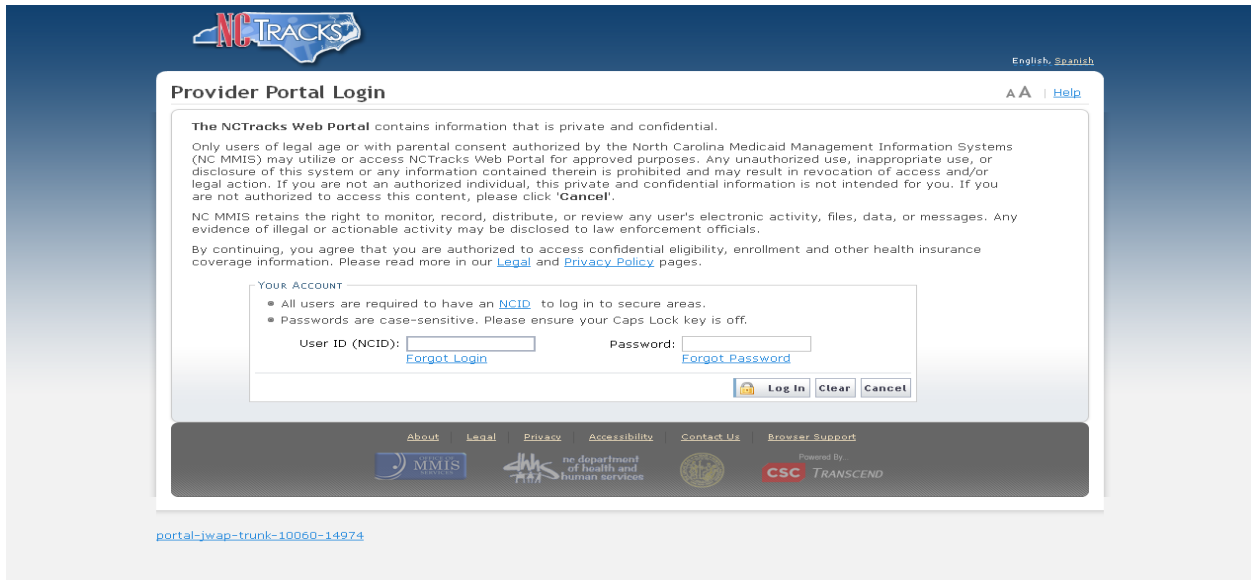 NC TRACKS
English, Spanish
Provider Portal Login
A A | Help
The NCTracks Web Portal contains information that is private and confidential.
Only users of legal age or with parental consent authorized by the North Carolina Medicaid Management Information Systems
(NC MMIS) may utilize or access NCTracks Web Portal for approved purposes. Any unauthorized use, inappropriate use, or
disclosure of this system or any information contained therein is prohibited and may result in revocation of access and/or
legal action. If you are not an authorized individual, this private and confidential information is not intended for you. If you
are not authorized to access this content, please click 'Cancel'.
NC MMIS retains the right to monitor, record, distribute, or review any user's electronic activity, files, data, or messages. Any
evidence of illegal or actionable activity may be disclosed to law enforcement officials.
By continuing, you agree that you are authorized to access confidential eligibility, enrollment and other health insurance
coverage information. Please read more in our Legal and Privacy Policy pages.
Your Account
All users are required to have an NCID to log in to secure areas.
Passwords are case-sensitive. Please ensure your Caps Lock key is off.
User ID (NCID): Password:
Forgot Login Forgot Password
Log In Clear Cancel
About Legal Privacy Accessibility Contact Us Browser Support
OFFICE OF
MMIS
SERVICES
dhhs
nc department
of health and
human services
Powered By...
CSC TRANSCEND
portal-jwap-trunk-10060-14974